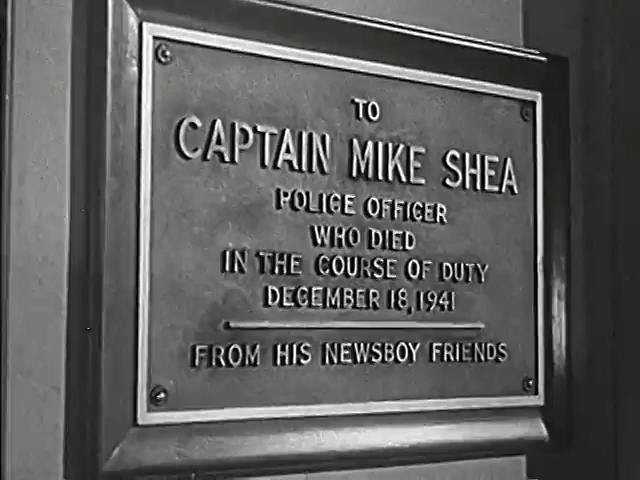 TO
CAPTAIN MIKE SHEA
POLICE OFFICER
WHO DIED
IN THE COURSE OF DUTY
DECEMBER 18, 1941
FROM HIS NEWSBOY FRIENDS